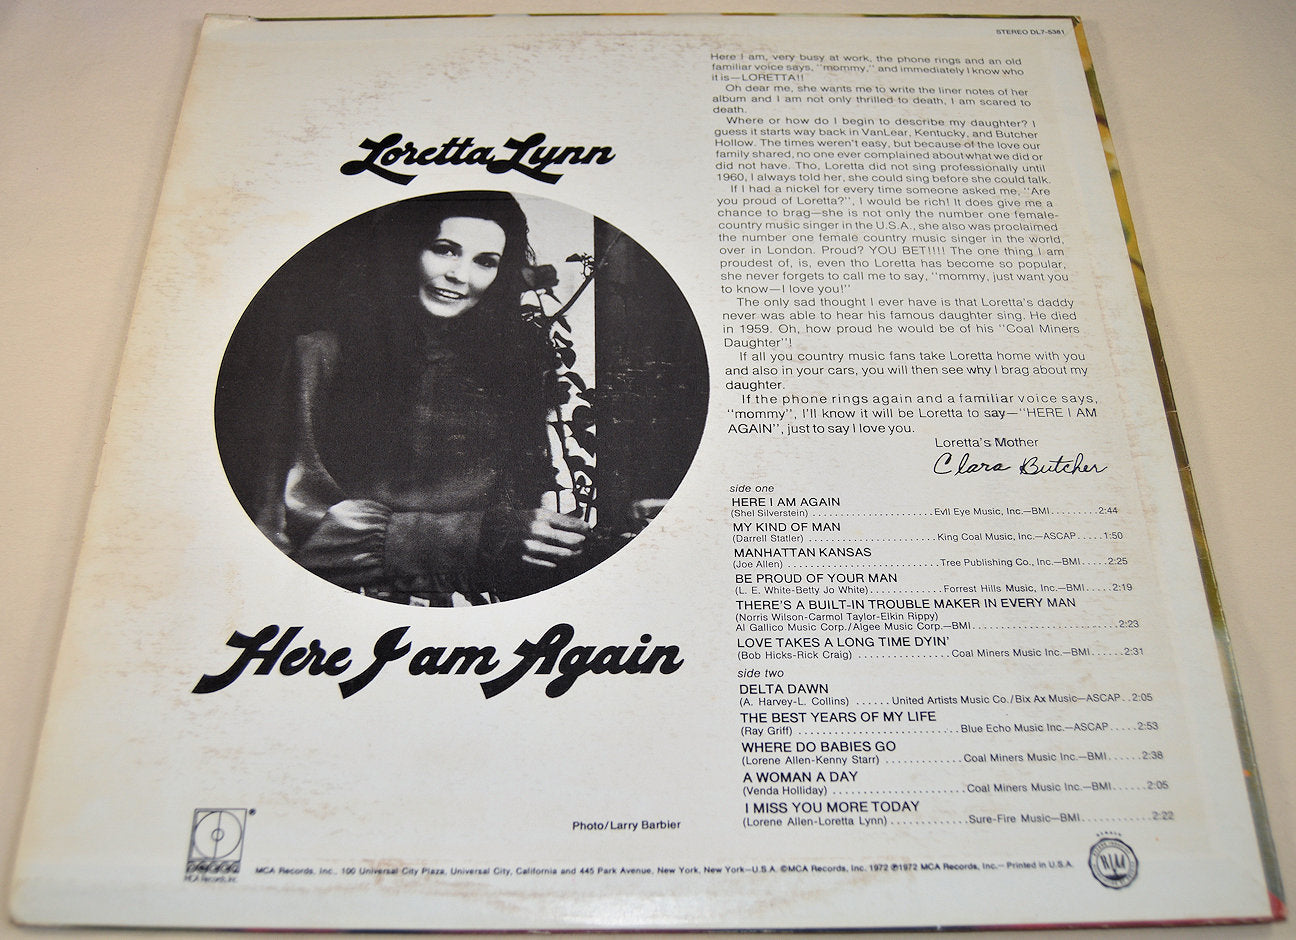 STEREO DL7-5381
Loretta Lynn
Here I am Again
Here I am, very busy at work, the phone rings and an old
familiar voice says, "mommy," and immediately I know who
it is—LORETTA!!
Oh dear me, she wants me to write the liner notes of her
album and I am not only thrilled to death, I am scared to
death.
Where or how do I begin to describe my daughter? I
guess it starts way back in VanLear, Kentucky, and Butcher
Hollow. The times weren't easy, but because of the love our
family shared, no one ever complained about what we did or
did not have. Tho, Loretta did not sing professionally until
1960, I always told her, she could sing before she could talk.
If I had a nickel for every time someone asked me, "Are
you proud of Loretta?", I would be rich! It does give me a
chance to brag—she is not only the number one female-
country music singer in the U.S.A., she also was proclaimed
the number one female country music singer in the world,
over in London. Proud? YOU BET!!!! The one thing I am
proudest of, is, even tho Loretta has become so popular,
she never forgets to call me to say, "mommy, just want you
to know—I love you!"
The only sad thought I ever have is that Loretta's daddy
never was able to hear his famous daughter sing. He died
in 1959. Oh, how proud he would be of his "Coal Miners
Daughter"!
If all you country music fans take Loretta home with you
and also in your cars, you will then see why I brag about my
daughter.
If the phone rings again and a familiar voice says,
"mommy", I'll know it will be Loretta to say—"HERE I AM
AGAIN", just to say I love you.
Loretta's Mother
Clara Butcher
side one
HERE I AM AGAIN
(Shel Silverstein) ......................Evil Eye Music, Inc.—BMI.........2:44
MY KIND OF MAN
(Darrell Statler) .......................King Coal Music, Inc.—ASCAP.....1:50
MANHATTAN KANSAS
(Joe Allen) ...........................Tree Publishing Co., Inc.—BMI.....2:25
BE PROUD OF YOUR MAN
(L. E. White-Betty Jo White).............Forrest Hills Music, Inc.—BMI.....2:19
THERE'S A BUILT-IN TROUBLE MAKER IN EVERY MAN
(Norris Wilson-Carmol Taylor-Elkin Rippy)
Al Gallico Music Corp./Algee Music Corp.—BMI..........................2:23
LOVE TAKES A LONG TIME DYIN'
(Bob Hicks-Rick Craig) ................Coal Miners Music Inc.—BMI......2:31
side two
DELTA DAWN
(A. Harvey-L. Collins) ......United Artists Music Co./Bix Ax Music—ASCAP..2:05
THE BEST YEARS OF MY LIFE
(Ray Griff) ...........................Blue Echo Music Inc.—ASCAP.....2:53
WHERE DO BABIES GO
(Lorene Allen-Kenny Starr) .............Coal Miners Music Inc.—BMI......2:38
A WOMAN A DAY
(Venda Holliday) ......................Coal Miners Music Inc.—BMI......2:05
I MISS YOU MORE TODAY
(Lorene Allen-Loretta Lynn) .............Sure-Fire Music—BMI............2:22
Photo/Larry Barbier
®
MCA Records, Inc.
MCA Records, Inc., 100 Universal City Plaza, Universal City, California and 445 Park Avenue, New York, New York—U.S.A. ©MCA Records, Inc. 1972 ℗1972 MCA Records, Inc.—Printed in U.S.A.